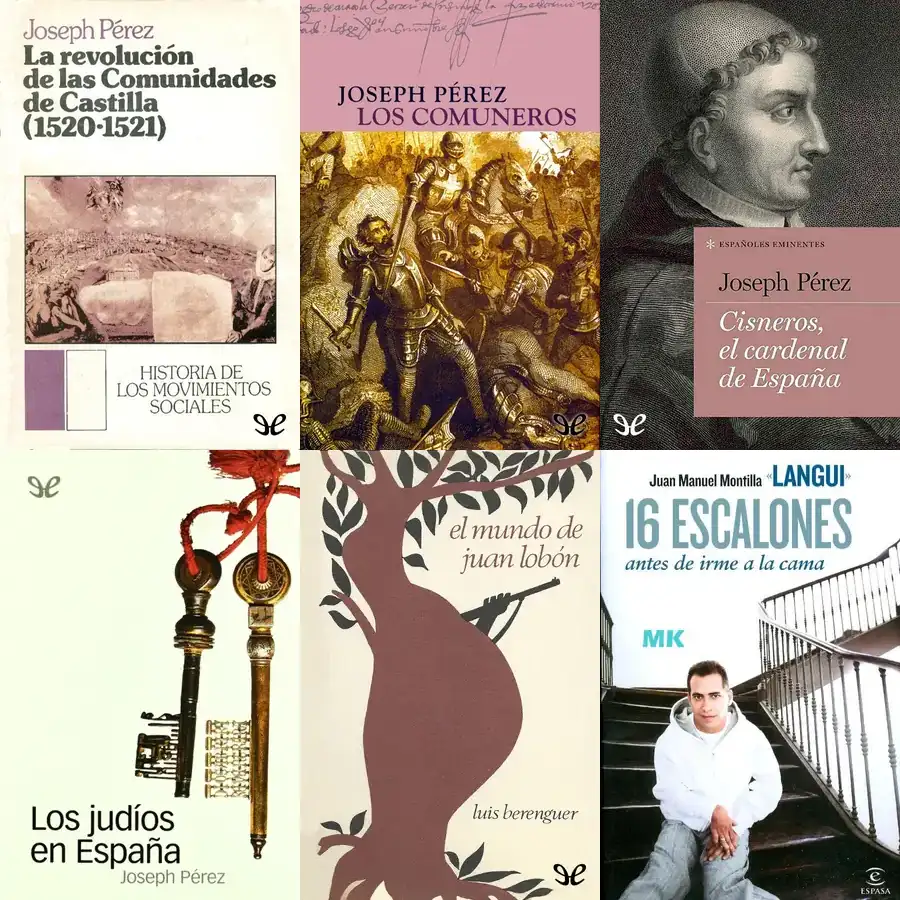 Joseph Pérez
La revolución
de las Comunidades
de Castilla
(1520-1521)
HISTORIA DE
LOS MOVIMIENTOS
SOCIALES
JOSEPH PÉREZ
LOS COMUNEROS
* ESPAÑOLES EMINENTES
Joseph Pérez
Cisneros,
el cardenal
de España
Los judíos
en España
Joseph Pérez
el mundo de
juan lobón
luis berenguer
Juan Manuel Montilla «LANGUI»
16 ESCALONES
antes de irme a la cama
MK
e
ESPASA